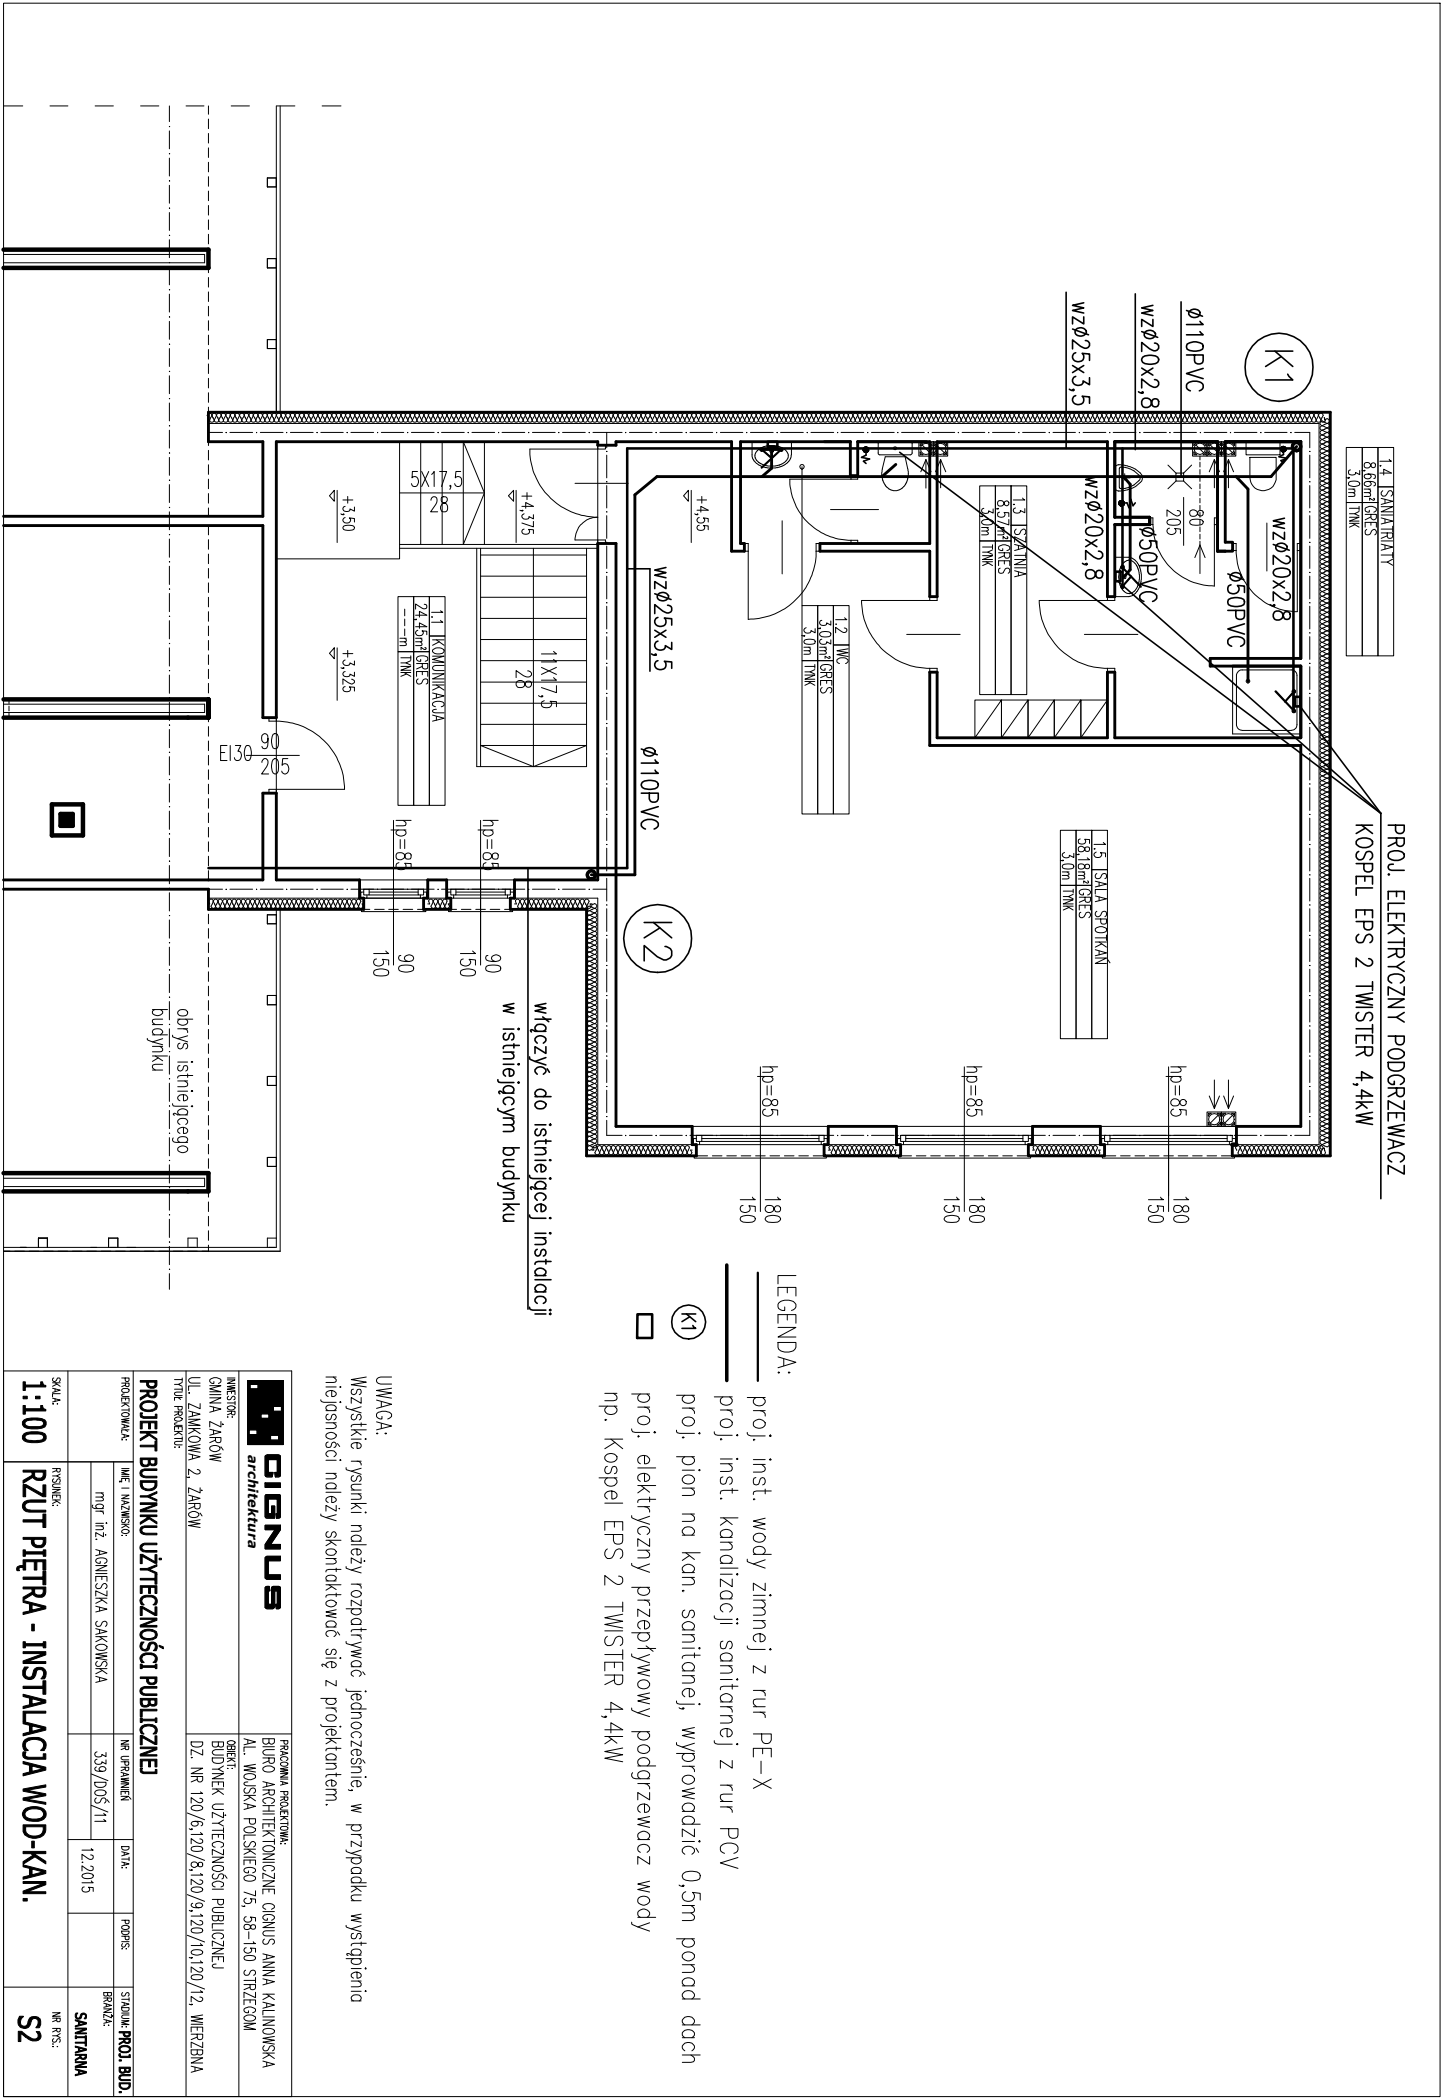 PROJ. ELEKTRYCZNY PODGRZEWACZ
KOSPEL EPS 2 TWISTER 4,4kW
1.4 SANIATRIATY
8,66m² GRES
3,0m TYNK
K1
Ø110PVC
wzØ20x2,8
wzØ25x3,5
wzØ20x2,8
Ø50PVC
80
205
Ø50PVC
wzØ20x2,8
1.3 SZATNIA
8,57m² GRES
3,0m TYNK
1.5 SALA SPOTKAŃ
58,18m² GRES
3,0m TYNK
1.2 WC
3,03m² GRES
3,0m TYNK
hp=85
180
150
hp=85
180
150
hp=85
180
150
+4,55
wzØ25x3,5
Ø110PVC
K2
+4,375
5X17,5
28
11X17,5
28
+3,50
+3,325
1.1 KOMUNIKACJA
24,45m² GRES
----m TYNK
hp=85
90
150
hp=85
90
150
EI30
90
205
włączyć do istniejącej instalacji
w istniejącym budynku
obrys istniejącego
budynku
LEGENDA:
proj. inst. wody zimnej z rur PE-X
proj. inst. kanalizacji sanitarnej z rur PCV
K1
proj. pion na kan. sanitanej, wyprowadzić 0,5m ponad dach
proj. elektryczny przepływowy podgrzewacz wody
np. Kospel EPS 2 TWISTER 4,4kW
UWAGA:
Wszystkie rysunki należy rozpatrywać jednocześnie, w przypadku wystąpienia
niejasności należy skontaktować się z projektantem.
CIGNUS
architektura
PRACOWNIA PROJEKTOWA:
BIURO ARCHITEKTONICZNE CIGNUS ANNA KALINOWSKA
AL. WOJSKA POLSKIEGO 75, 58-150 STRZEGOM
INWESTOR:
GMINA ŻARÓW
UL. ZAMKOWA 2, ŻARÓW
OBIEKT:
BUDYNEK UŻYTECZNOŚCI PUBLICZNEJ
DZ. NR 120/6,120/8,120/9,120/10,120/12, WIERZBNA
TYTUŁ PROJEKTU:
PROJEKT BUDYNKU UŻYTECZNOŚCI PUBLICZNEJ
PROJEKTOWAŁA:
IMIĘ I NAZWISKO:
NR UPRAWNIEŃ
DATA:
PODPIS:
STADIUM: PROJ. BUD.
mgr inż. AGNIESZKA SAKOWSKA
339/DOŚ/11
12.2015
BRANŻA:
SANITARNA
SKALA:
1:100
RYSUNEK:
RZUT PIĘTRA - INSTALACJA WOD-KAN.
NR RYS.:
S2